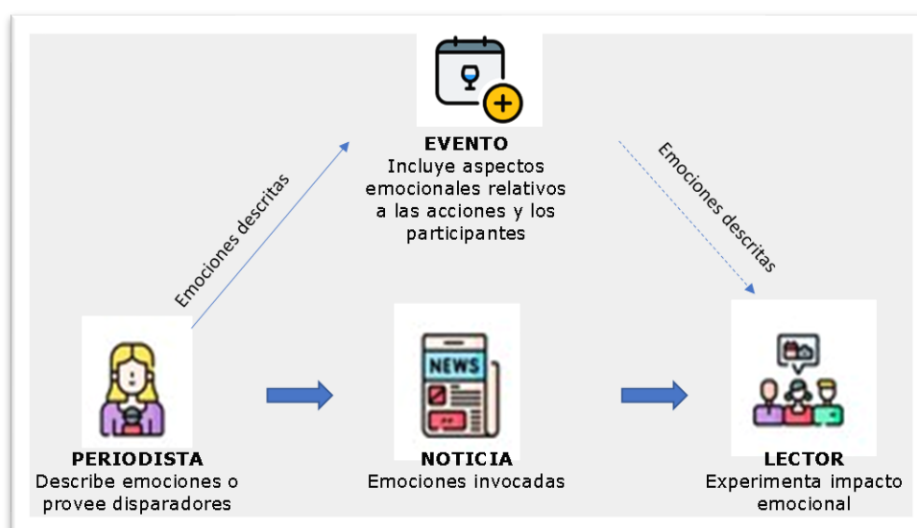 EVENTO
Incluye aspectos
emocionales relativos
a las acciones y los
participantes
Emociones descritas
Emociones descritas
NEWS
PERIODISTA
Describe emociones o
provee disparadores
NOTICIA
Emociones invocadas
LECTOR
Experimenta impacto
emocional